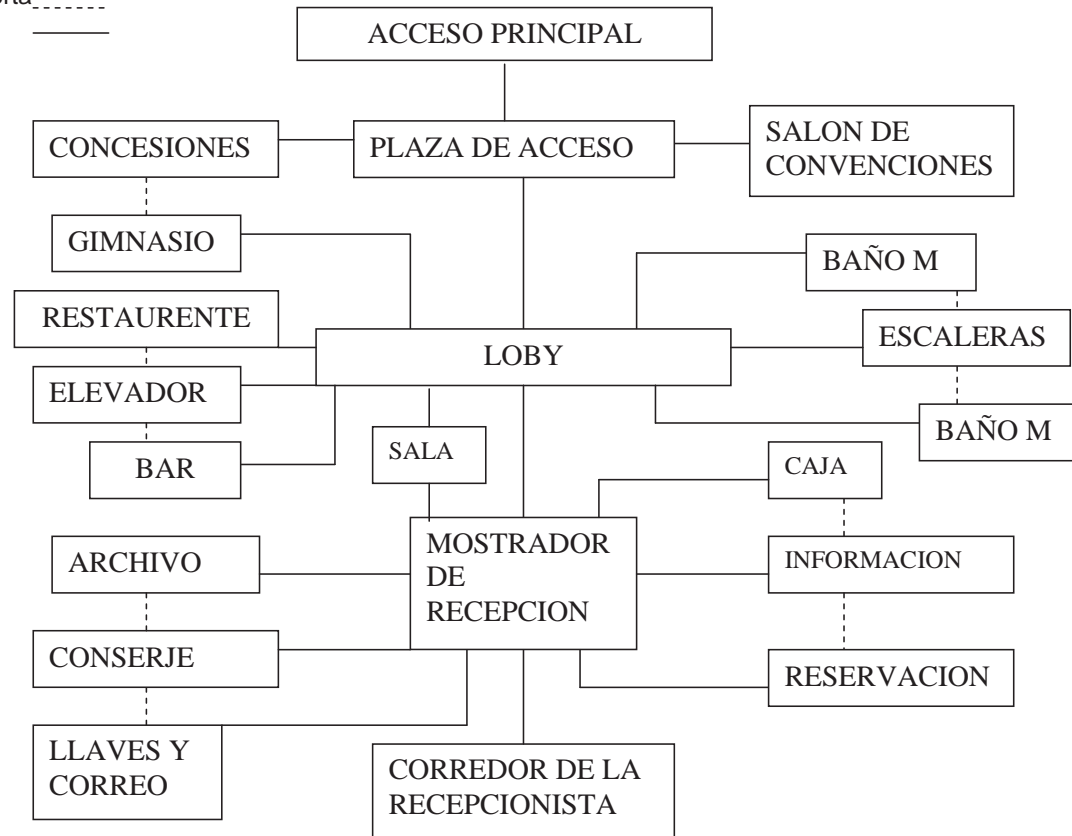 ACCESO PRINCIPAL
CONCESIONES
PLAZA DE ACCESO
SALON DE
CONVENCIONES
GIMNASIO
BAÑO M
RESTAURENTE
LOBY
ESCALERAS
ELEVADOR
BAÑO M
BAR
SALA
CAJA
ARCHIVO
MOSTRADOR
DE
RECEPCION
INFORMACION
CONSERJE
RESERVACION
LLAVES Y
CORREO
CORREDOR DE LA
RECEPCIONISTA